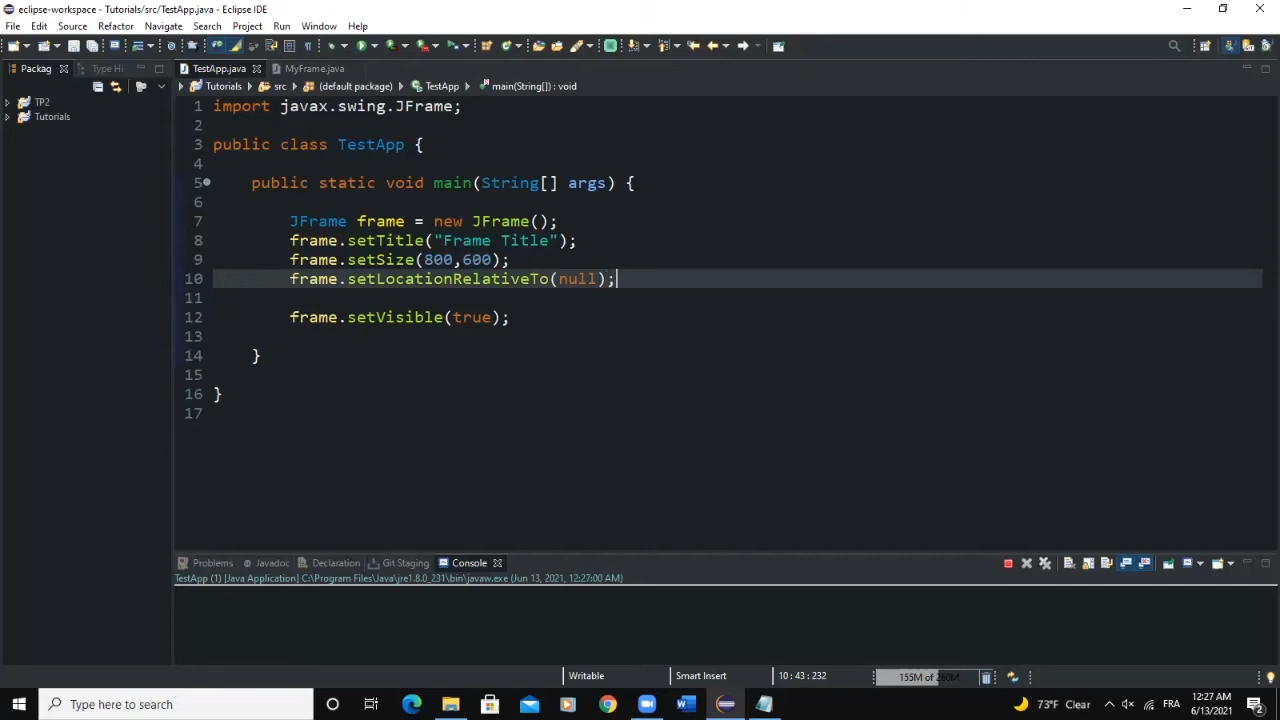 eclipse-workspace - Tutorials/src/TestApp.java - Eclipse IDE
File Edit Source Refactor Navigate Search Project Run Window Help
Packag Type Hi TestApp.java MyFrame.java
Tutorials src (default package) TestApp main(String[]) : void
TP2
Tutorials
1 import javax.swing.JFrame;
2
3 public class TestApp {
4
5 public static void main(String[] args) {
6
7 JFrame frame = new JFrame();
8 frame.setTitle("Frame Title");
9 frame.setSize(800,600);
10 frame.setLocationRelativeTo(null);
11
12 frame.setVisible(true);
13
14 }
15
16 }
17
Problems Javadoc Declaration Git Staging Console
TestApp (1) [Java Application] C:\Program Files\Java\jre1.8.0_231\bin\javaw.exe (Jun 13, 2021, 12:27:00 AM)
Writable Smart Insert 10 : 43 : 232 155M of 260M
Type here to search 73°F Clear FRA 12:27 AM
6/13/2021 2